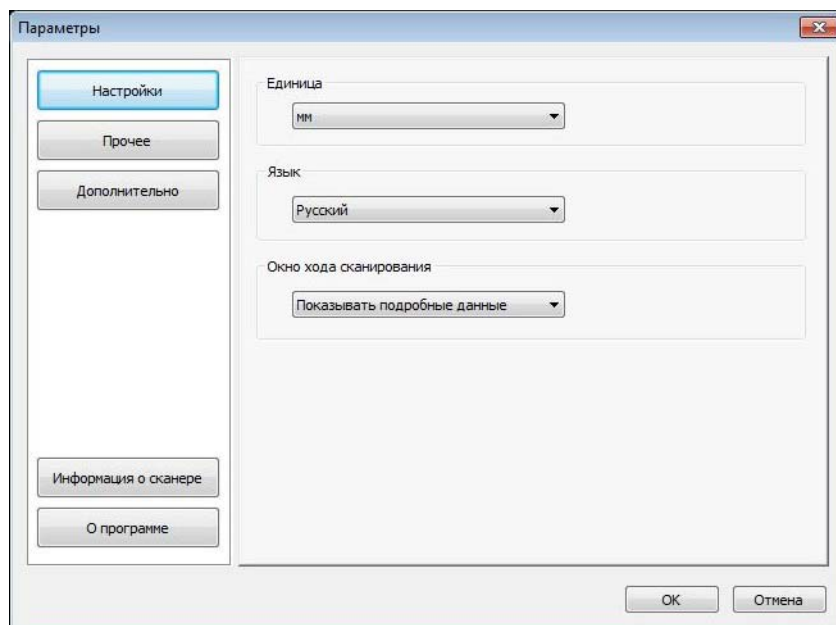 Параметры
Настройки
Прочее
Дополнительно
Информация о сканере
О программе
Единица
мм
Язык
Русский
Окно хода сканирования
Показывать подробные данные
OK
Отмена